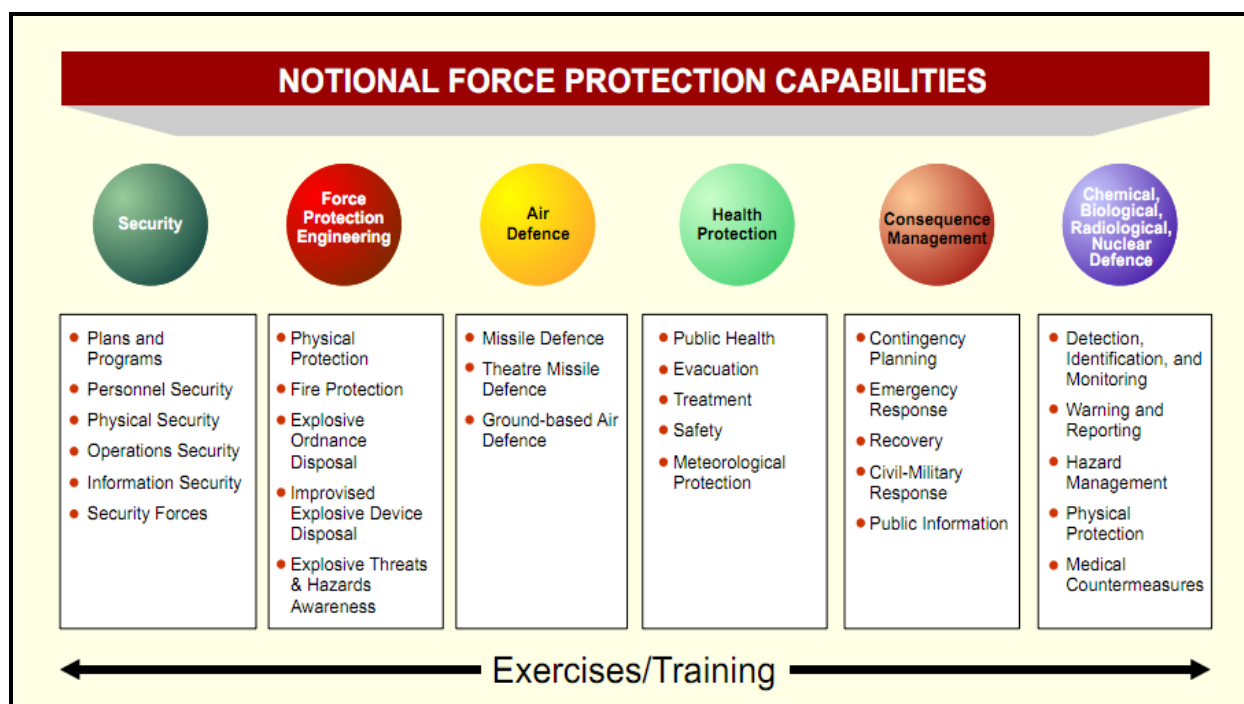 NOTIONAL FORCE PROTECTION CAPABILITIES
Security
Force
Protection
Engineering
Air
Defence
Health
Protection
Consequence
Management
Chemical,
Biological,
Radiological,
Nuclear
Defence
Plans and
Programs
Personnel Security
Physical Security
Operations Security
Information Security
Security Forces
Physical
Protection
Fire Protection
Explosive
Ordnance
Disposal
Improvised
Explosive Device
Disposal
Explosive Threats
& Hazards
Awareness
Missile Defence
Theatre Missile
Defence
Ground-based Air
Defence
Public Health
Evacuation
Treatment
Safety
Meteorological
Protection
Contingency
Planning
Emergency
Response
Recovery
Civil-Military
Response
Public Information
Detection,
Identification, and
Monitoring
Warning and
Reporting
Hazard
Management
Physical
Protection
Medical
Countermeasures
Exercises/Training